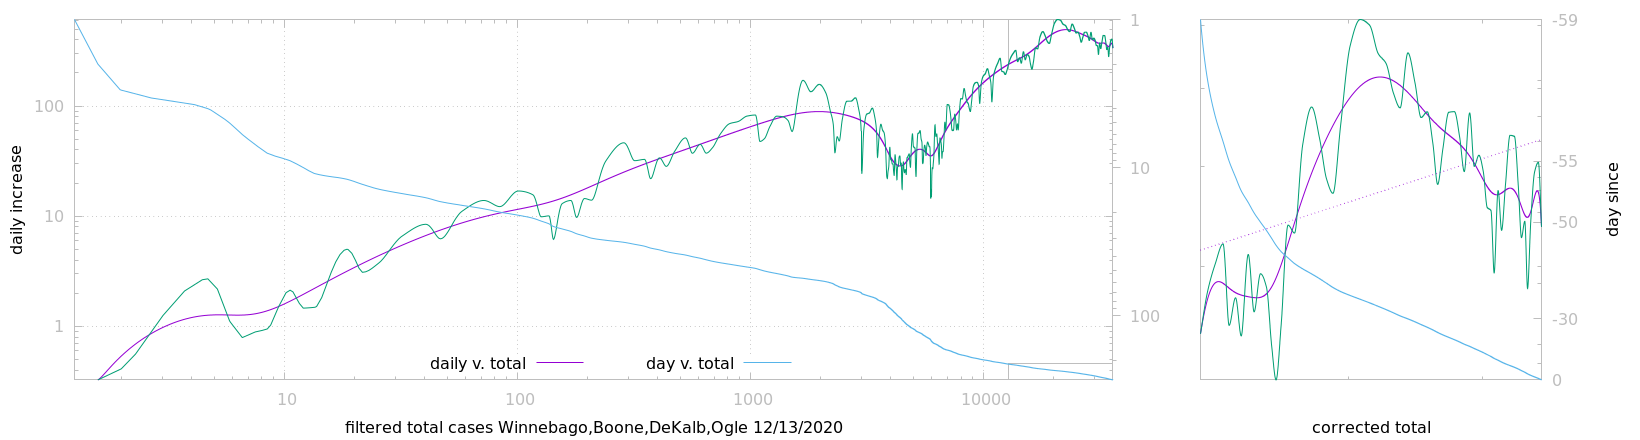 daily increase
100
10
1
10
100
1000
10000
1
10
100
daily v. total
day v. total
filtered total cases Winnebago,Boone,DeKalb,Ogle 12/13/2020
-59
-55
-50
-30
0
day since
corrected total